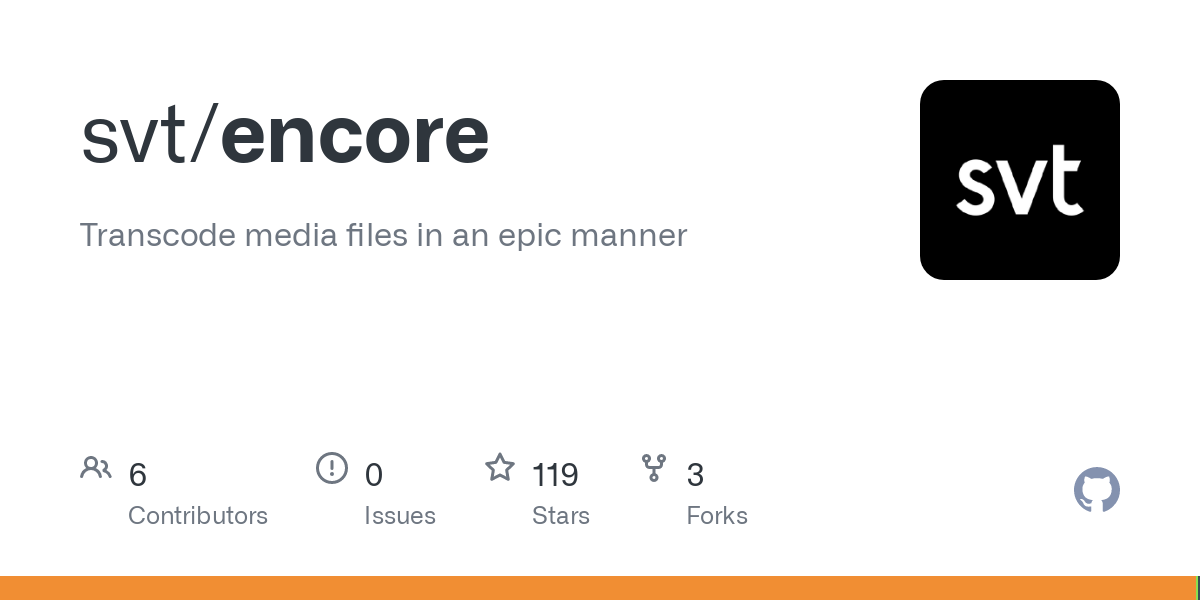 svt/encore
svt
Transcode media files in an epic manner
6
Contributors
0
Issues
119
Stars
3
Forks